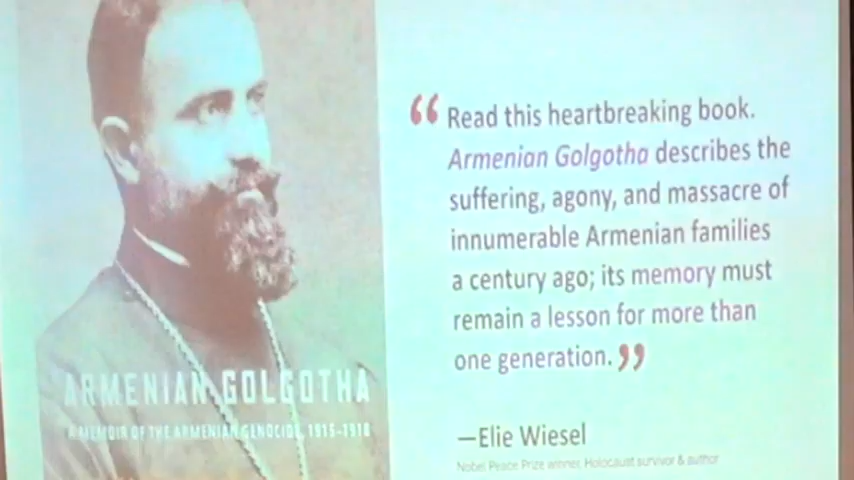 ARMENIAN GOLGOTHA
A MEMOIR OF THE ARMENIAN GENOCIDE, 1915–1918
“ Read this heartbreaking book.
Armenian Golgotha describes the
suffering, agony, and massacre of
innumerable Armenian families
a century ago; its memory must
remain a lesson for more than
one generation. ”
—Elie Wiesel
Nobel Peace Prize winner, Holocaust survivor & author